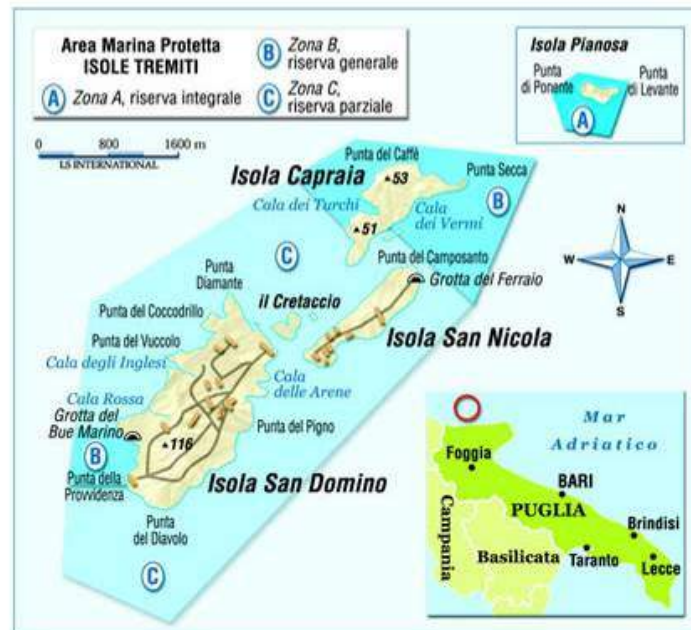 Area Marina Protetta
ISOLE TREMITI
A Zona A, riserva integrale
B Zona B,
riserva generale
C Zona C,
riserva parziale
0 800 1600 m
LS INTERNATIONAL
Isola Pianosa
Punta
di Ponente
Punta
di Levante
A
Punta del Caffè
Isola Capraia
53
Punta Secca
Cala dei Turchi
Cala
dei Vermi
B
51
C
Punta del Camposanto
Grotta del Ferraio
N
W
E
S
Punta
Diamante
il Cretaccio
Punta del Coccodrillo
Isola San Nicola
Punta del Vuccolo
Cala degli Inglesi
Cala
delle Arene
Cala Rossa
Grotta del
Bue Marino
116
Punta del Pigno
B
Punta della
Provvidenza
Isola San Domino
Punta
del Diavolo
C
Mar
Adriatico
Foggia
BARI
PUGLIA
Campania
Basilicata
Brindisi
Taranto
Lecce